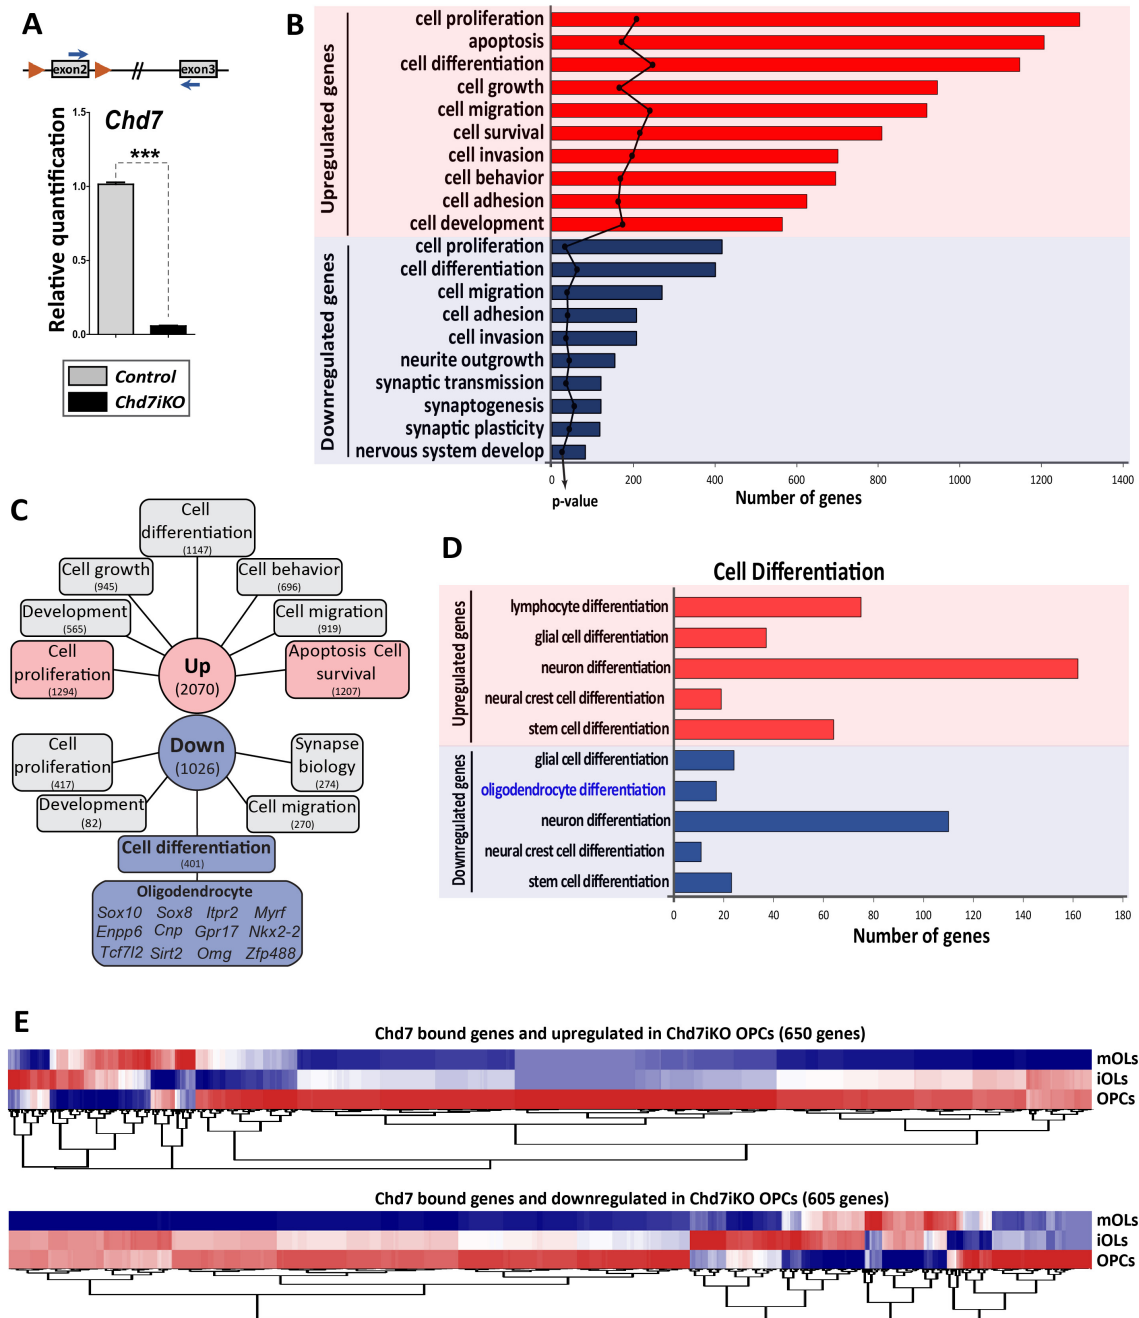 A
exon2
exon3
Chd7
***
Relative quantification
1.5
1.0
0.5
0.0
Control
Chd7iKO
B
Upregulated genes
cell proliferation
apoptosis
cell differentiation
cell growth
cell migration
cell survival
cell invasion
cell behavior
cell adhesion
cell development
Downregulated genes
cell proliferation
cell differentiation
cell migration
cell adhesion
cell invasion
neurite outgrowth
synaptic transmission
synaptogenesis
synaptic plasticity
nervous system develop
0 200 400 600 800 1000 1200 1400
p-value
Number of genes
C
Cell
differentiation
(1147)
Cell growth
(945)
Cell behavior
(696)
Development
(565)
Cell migration
(919)
Cell
proliferation
(1294)
Up
(2070)
Apoptosis Cell
survival
(1207)
Cell
proliferation
(417)
Down
(1026)
Synapse
biology
(274)
Development
(82)
Cell migration
(270)
Cell differentiation
(401)
Oligodendrocyte
Sox10 Sox8 Itpr2 Myrf
Enpp6 Cnp Gpr17 Nkx2-2
Tcf7l2 Sirt2 Omg Zfp488
D
Cell Differentiation
Upregulated genes
lymphocyte differentiation
glial cell differentiation
neuron differentiation
neural crest cell differentiation
stem cell differentiation
Downregulated genes
glial cell differentiation
oligodendrocyte differentiation
neuron differentiation
neural crest cell differentiation
stem cell differentiation
0 20 40 60 80 100 120 140 160 180
Number of genes
E
Chd7 bound genes and upregulated in Chd7iKO OPCs (650 genes)
mOLs
iOLs
OPCs
Chd7 bound genes and downregulated in Chd7iKO OPCs (605 genes)
mOLs
iOLs
OPCs